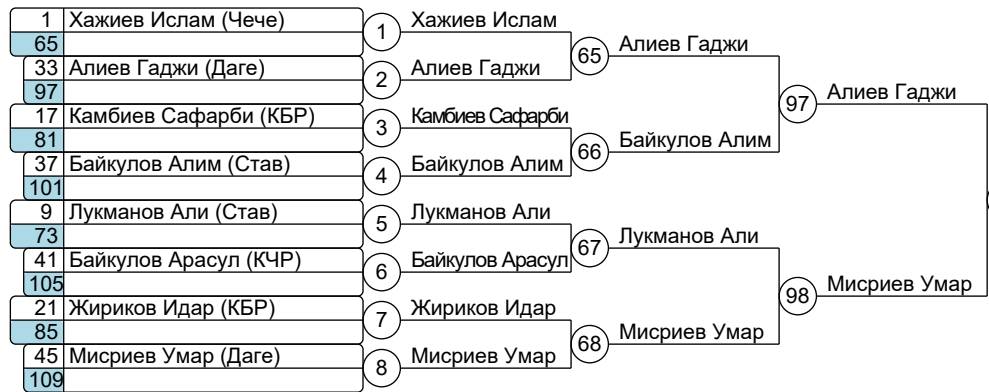 1 Хажиев Ислам (Чече)
65
33 Алиев Гаджи (Даге)
97
17 Камбиев Сафарби (КБР)
81
37 Байкулов Алим (Став)
101
9 Лукманов Али (Став)
73
41 Байкулов Арасул (КЧР)
105
21 Жириков Идар (КБР)
85
45 Мисриев Умар (Даге)
109
1
2
3
4
5
6
7
8
Хажиев Ислам
Алиев Гаджи
Камбиев Сафарби
Байкулов Алим
Лукманов Али
Байкулов Арасул
Жириков Идар
Мисриев Умар
65
66
67
68
Алиев Гаджи
Байкулов Алим
Лукманов Али
Мисриев Умар
97
98
Алиев Гаджи
Мисриев Умар